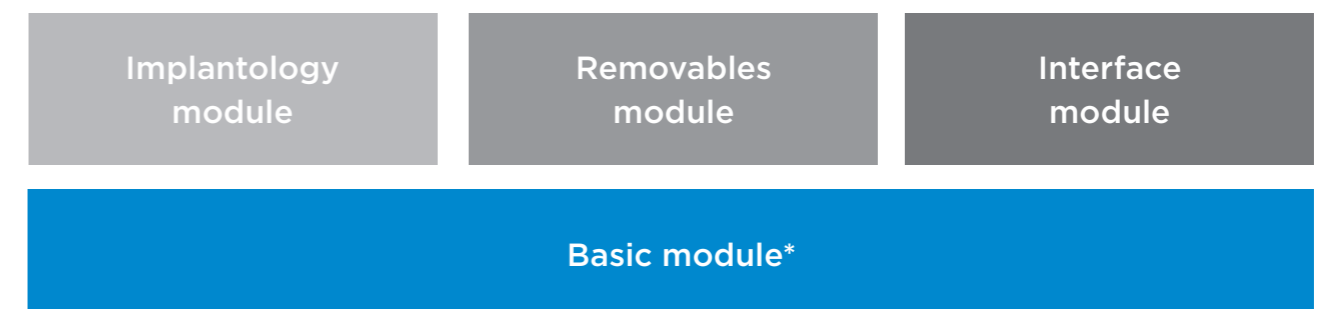 Implantology
module
Removables
module
Interface
module
Basic module*